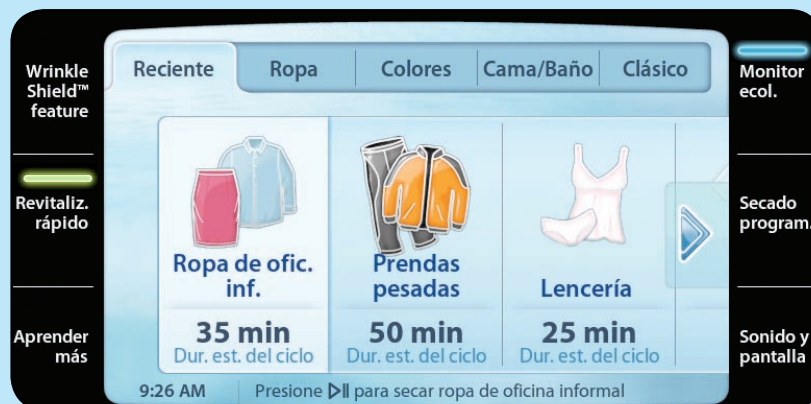 Wrinkle
Shield™
feature
Revitaliz.
rápido
Aprender
más
Reciente
Ropa
Colores
Cama/Baño
Clásico
Ropa de ofic.
inf.
35 min
Dur. est. del ciclo
Prendas
pesadas
50 min
Dur. est. del ciclo
Lencería
25 min
Dur. est. del ciclo
9:26 AM
Presione ▷II para secar ropa de oficina informal
Monitor
ecol.
Secado
program.
Sonido y
pantalla